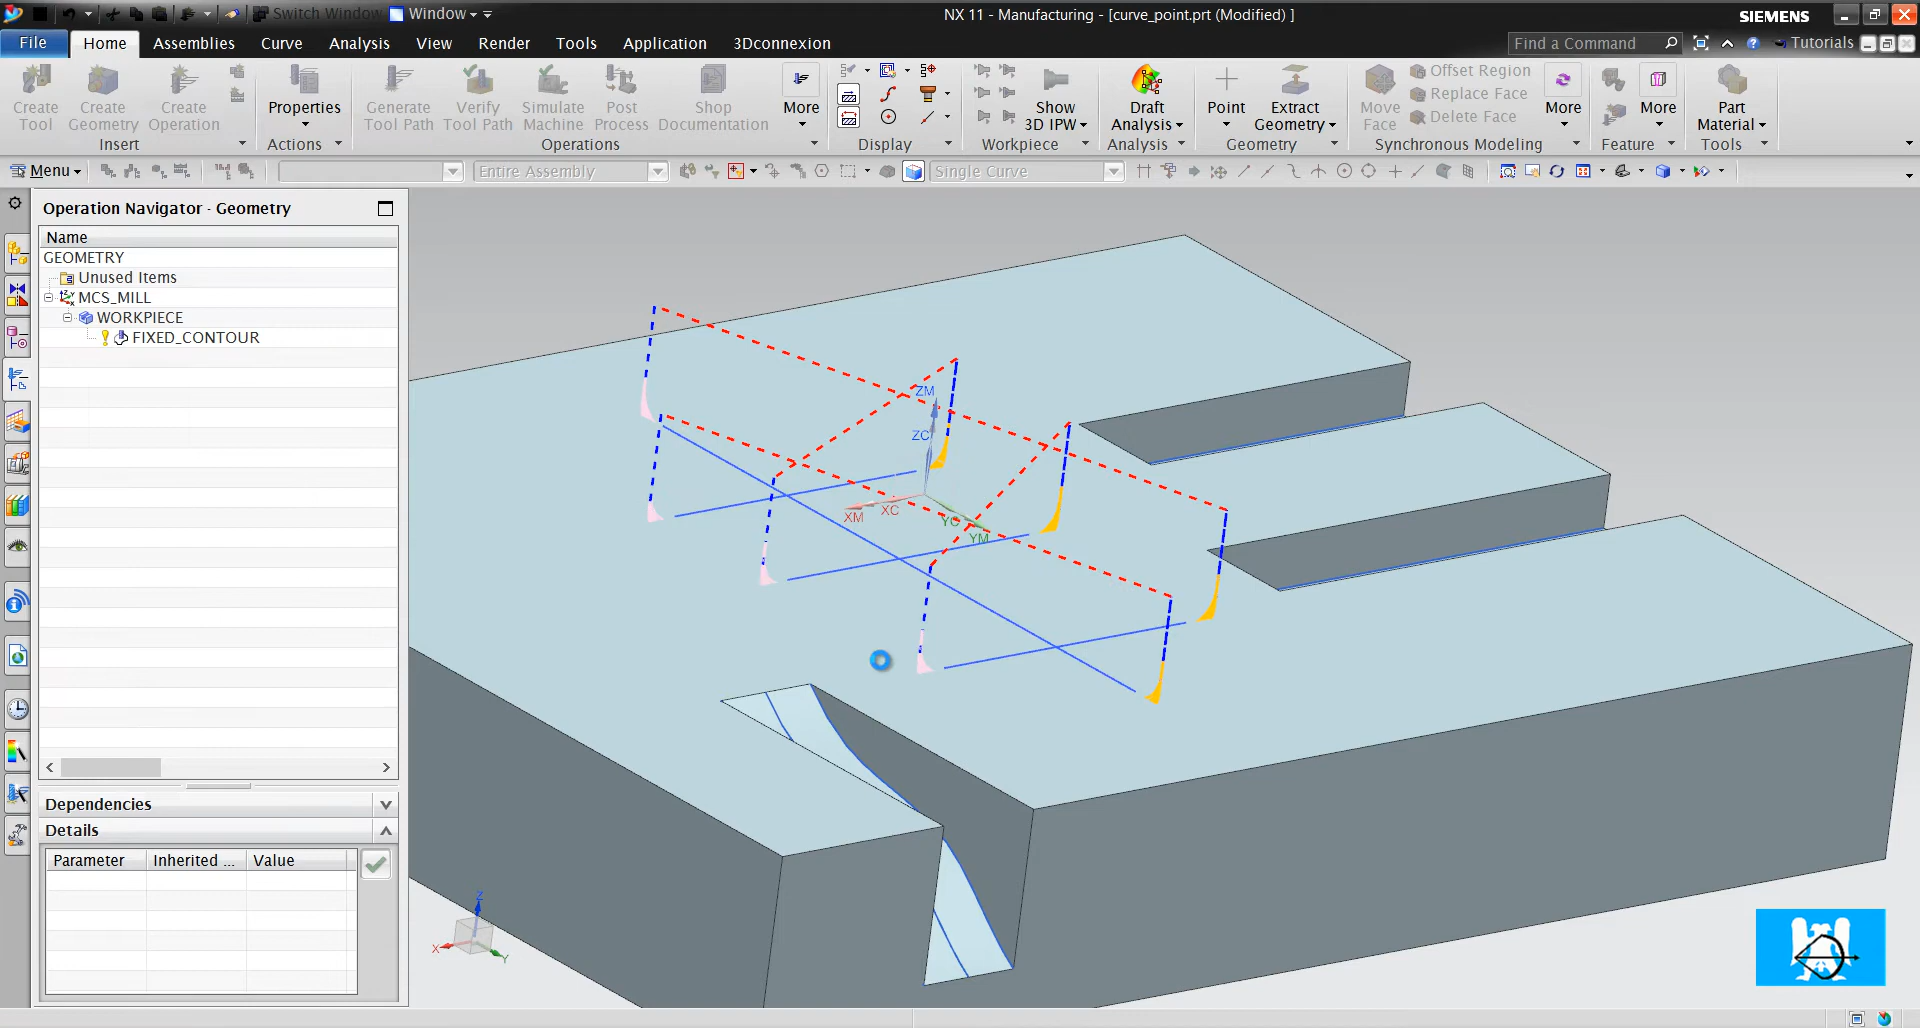 Switch Window
Window
NX 11 - Manufacturing - [curve_point.prt (Modified) ]
SIEMENS
File
Home
Assemblies
Curve
Analysis
View
Render
Tools
Application
3Dconnexion
Find a Command
Tutorials
Create Tool
Create Geometry
Create Operation
Insert
Properties
Actions
Generate Tool Path
Verify Tool Path
Simulate Machine
Post Process
Shop Documentation
More
Operations
Display
Show 3D IPW
Workpiece
Draft Analysis
Analysis
Point
Extract Geometry
Geometry
Move Face
Offset Region
Replace Face
Delete Face
More
Synchronous Modeling
More
Feature
Part Material
Tools
Menu
Entire Assembly
Single Curve
Operation Navigator - Geometry
Name
GEOMETRY
Unused Items
MCS_MILL
WORKPIECE
FIXED_CONTOUR
Dependencies
Details
Parameter
Inherited ...
Value
ZM
ZC
XM
XC
YC
YM
Z
X
Y